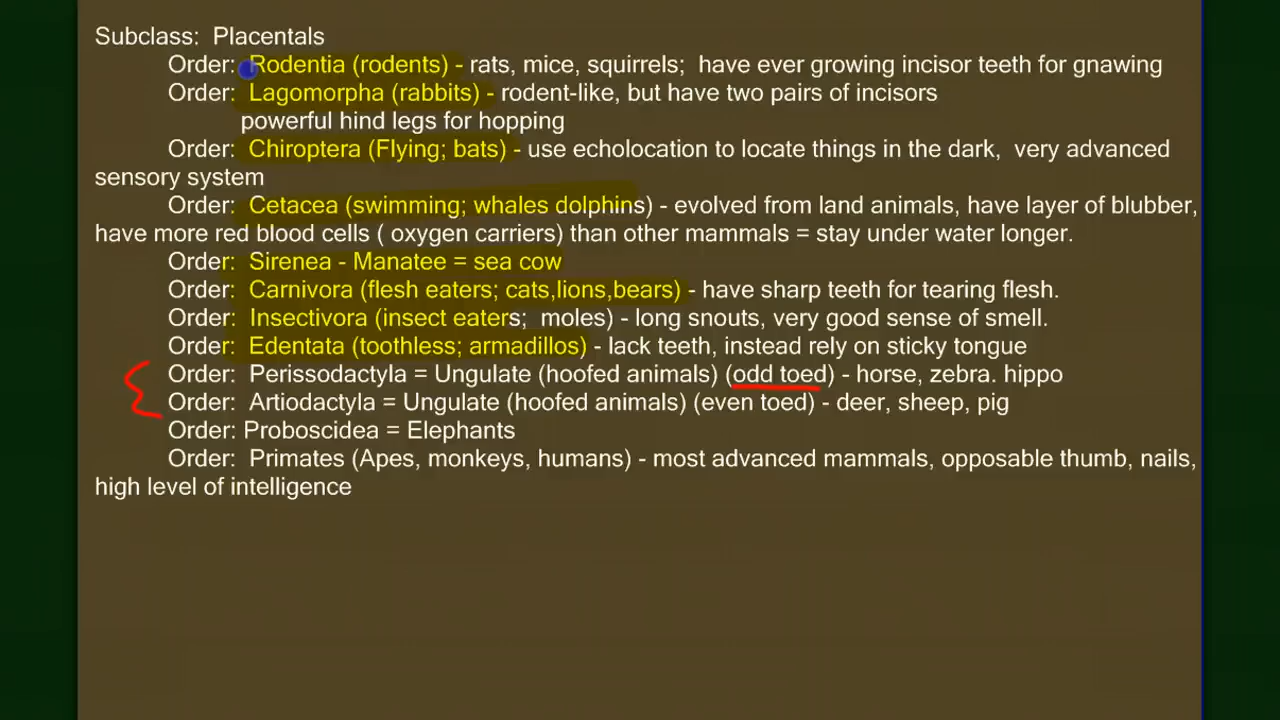 Subclass: Placentals
Order: Rodentia (rodents) - rats, mice, squirrels; have ever growing incisor teeth for gnawing
Order: Lagomorpha (rabbits) - rodent-like, but have two pairs of incisors
powerful hind legs for hopping
Order: Chiroptera (Flying; bats) - use echolocation to locate things in the dark, very advanced
sensory system
Order: Cetacea (swimming; whales dolphins) - evolved from land animals, have layer of blubber,
have more red blood cells ( oxygen carriers) than other mammals = stay under water longer.
Order: Sirenea - Manatee = sea cow
Order: Carnivora (flesh eaters; cats,lions,bears) - have sharp teeth for tearing flesh.
Order: Insectivora (insect eaters; moles) - long snouts, very good sense of smell.
Order: Edentata (toothless; armadillos) - lack teeth, instead rely on sticky tongue
Order: Perissodactyla = Ungulate (hoofed animals) (odd toed) - horse, zebra. hippo
Order: Artiodactyla = Ungulate (hoofed animals) (even toed) - deer, sheep, pig
Order: Proboscidea = Elephants
Order: Primates (Apes, monkeys, humans) - most advanced mammals, opposable thumb, nails,
high level of intelligence